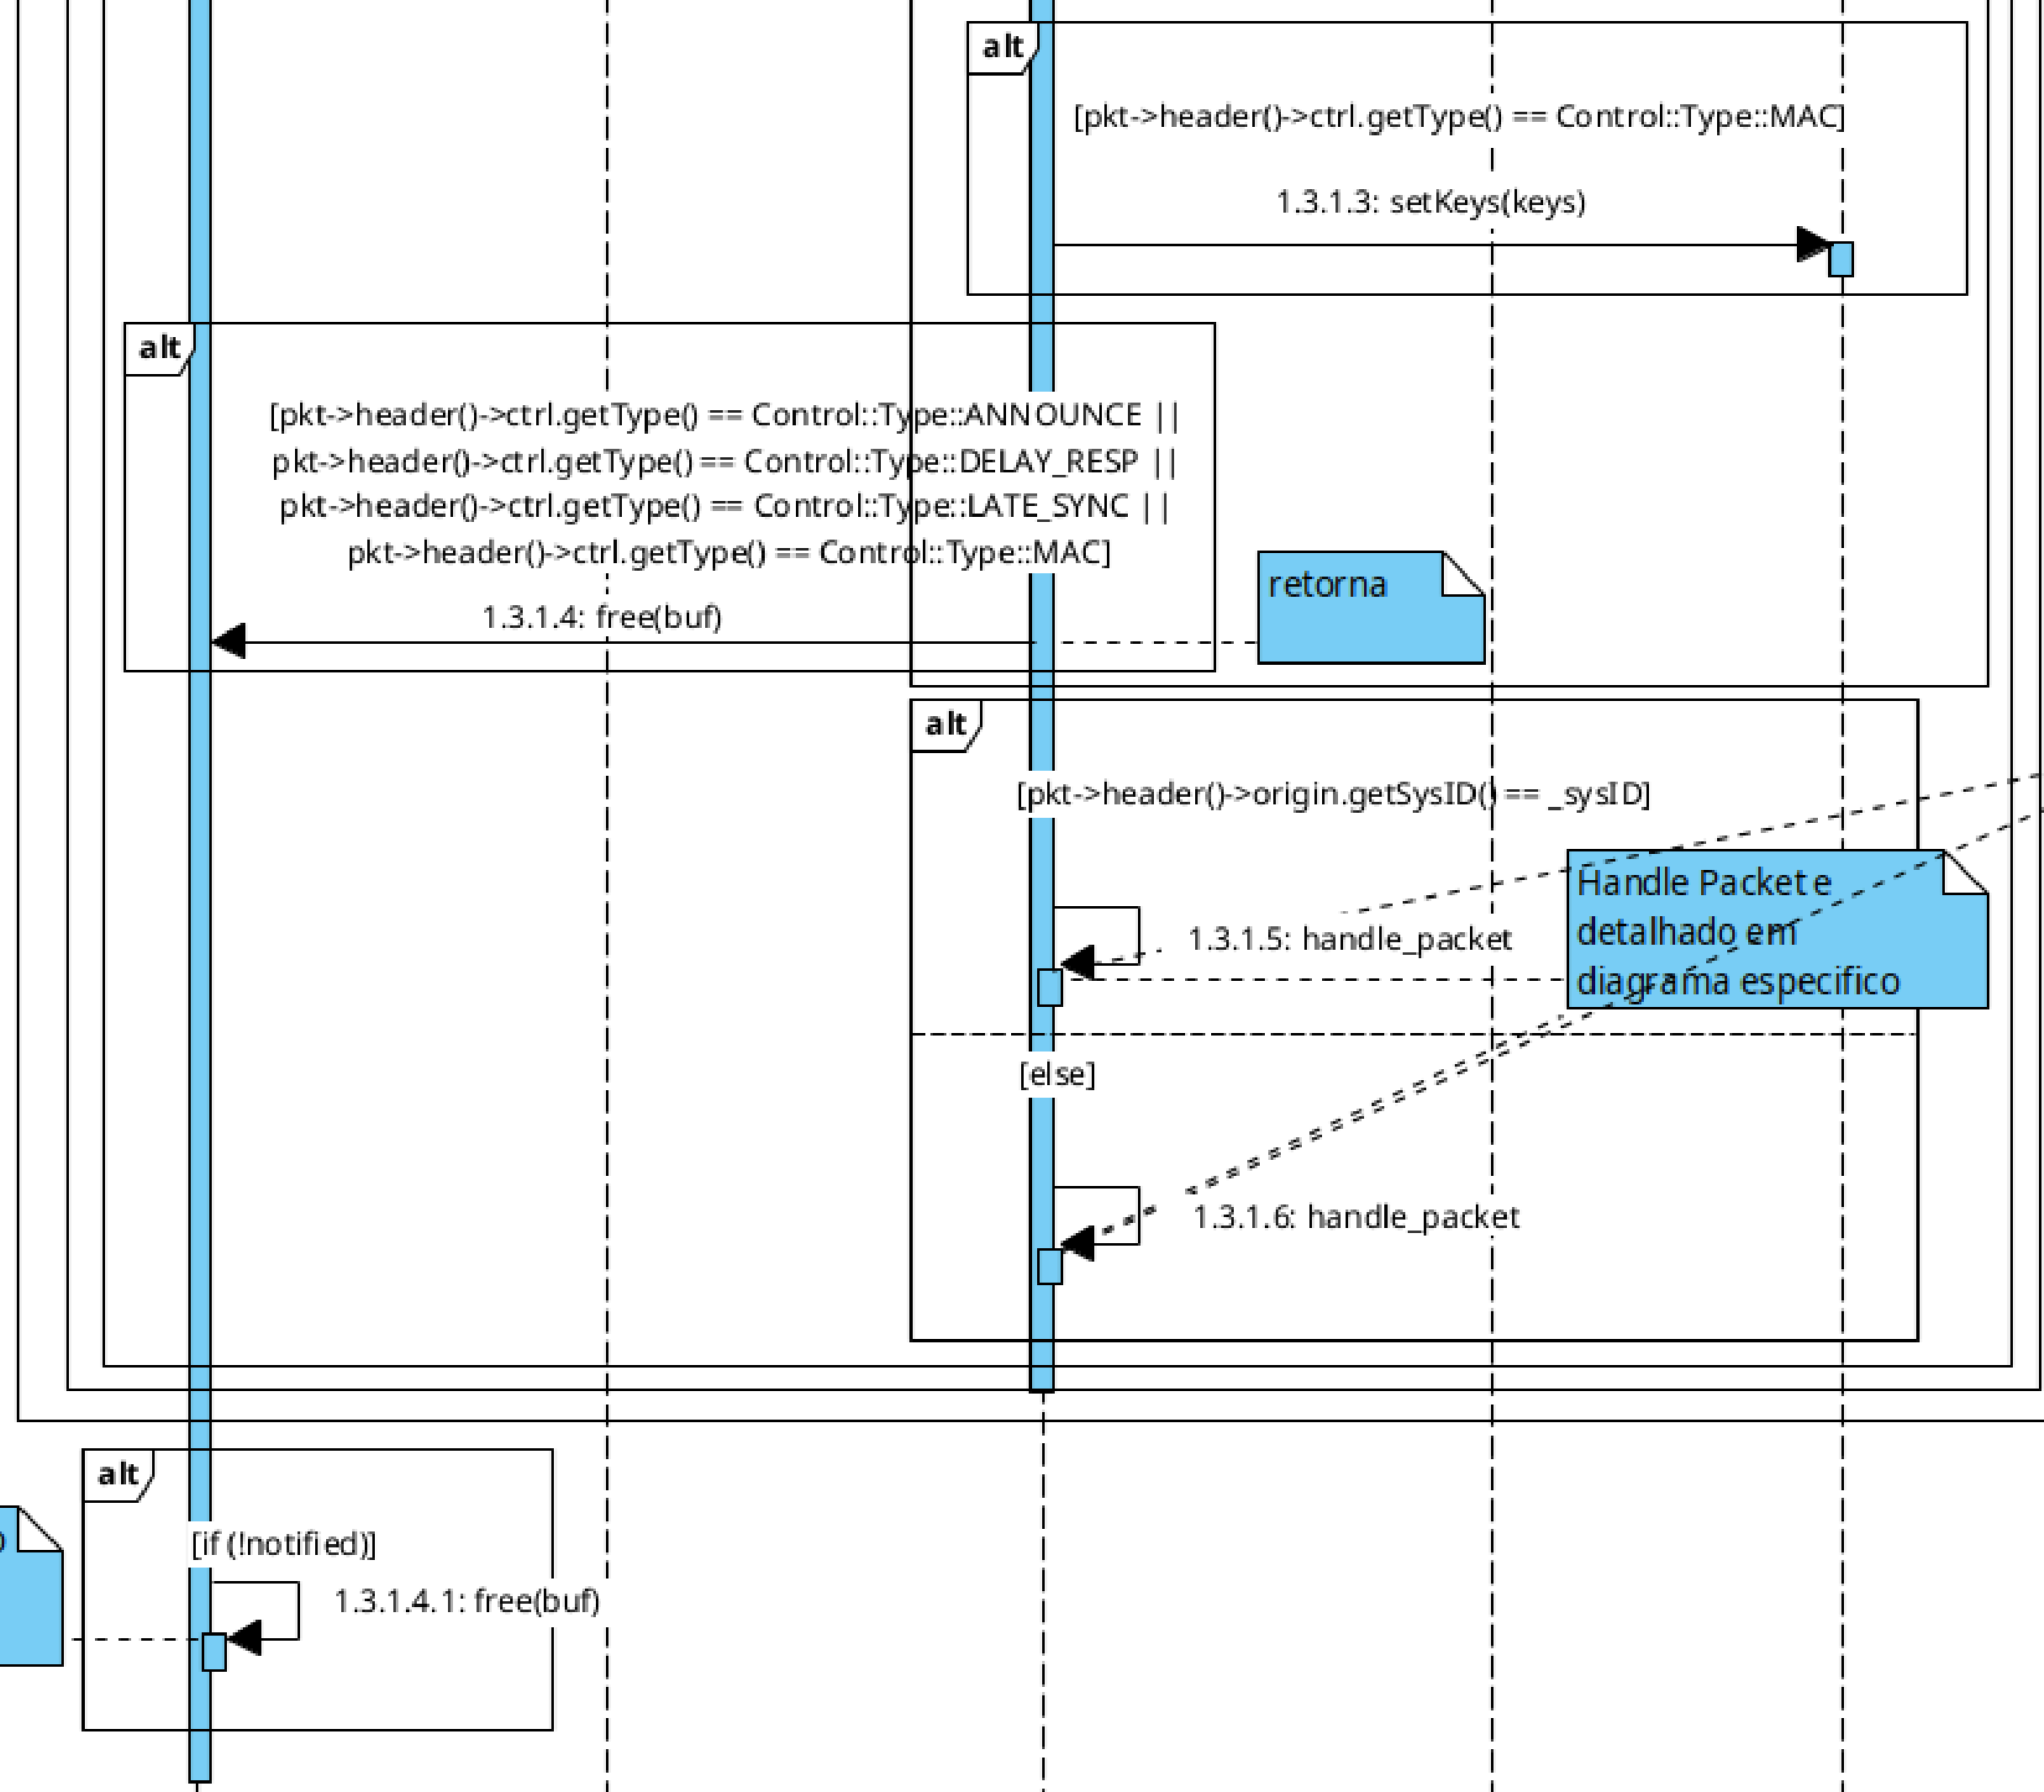 alt
[pkt->header()->ctrl.getType() == Control::Type::MAC]
1.3.1.3: setKeys(keys)
alt
[pkt->header()->ctrl.getType() == Control::Type::ANNOUNCE ||
pkt->header()->ctrl.getType() == Control::Type::DELAY_RESP ||
pkt->header()->ctrl.getType() == Control::Type::LATE_SYNC ||
pkt->header()->ctrl.getType() == Control::Type::MAC]
retorna
1.3.1.4: free(buf)
alt
[pkt->header()->origin.getSysID() == _sysID]
Handle Packet e
detalhado em
diagrama especifico
1.3.1.5: handle_packet
[else]
1.3.1.6: handle_packet
alt
[if (!notified)]
1.3.1.4.1: free(buf)